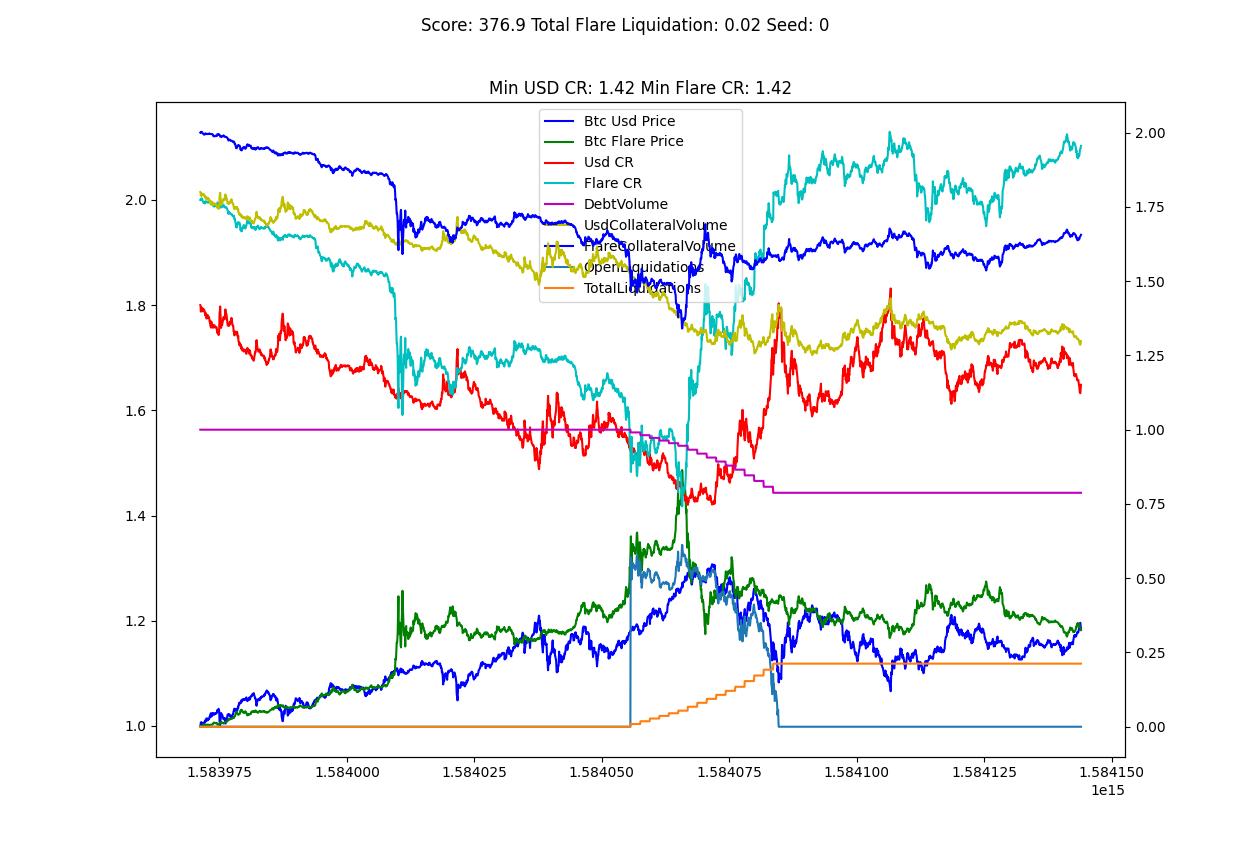 Score: 376.9 Total Flare Liquidation: 0.02 Seed: 0
Min USD CR: 1.42 Min Flare CR: 1.42
Btc Usd Price
Btc Flare Price
Usd CR
Flare CR
DebtVolume
UsdCollateralVolume
FlareCollateralVolume
OpenLiquidations
TotalLiquidations
2.0
1.8
1.6
1.4
1.2
1.0
2.00
1.75
1.50
1.25
1.00
0.75
0.50
0.25
0.00
1.583975
1.584000
1.584025
1.584050
1.584075
1.584100
1.584125
1.584150
1e15